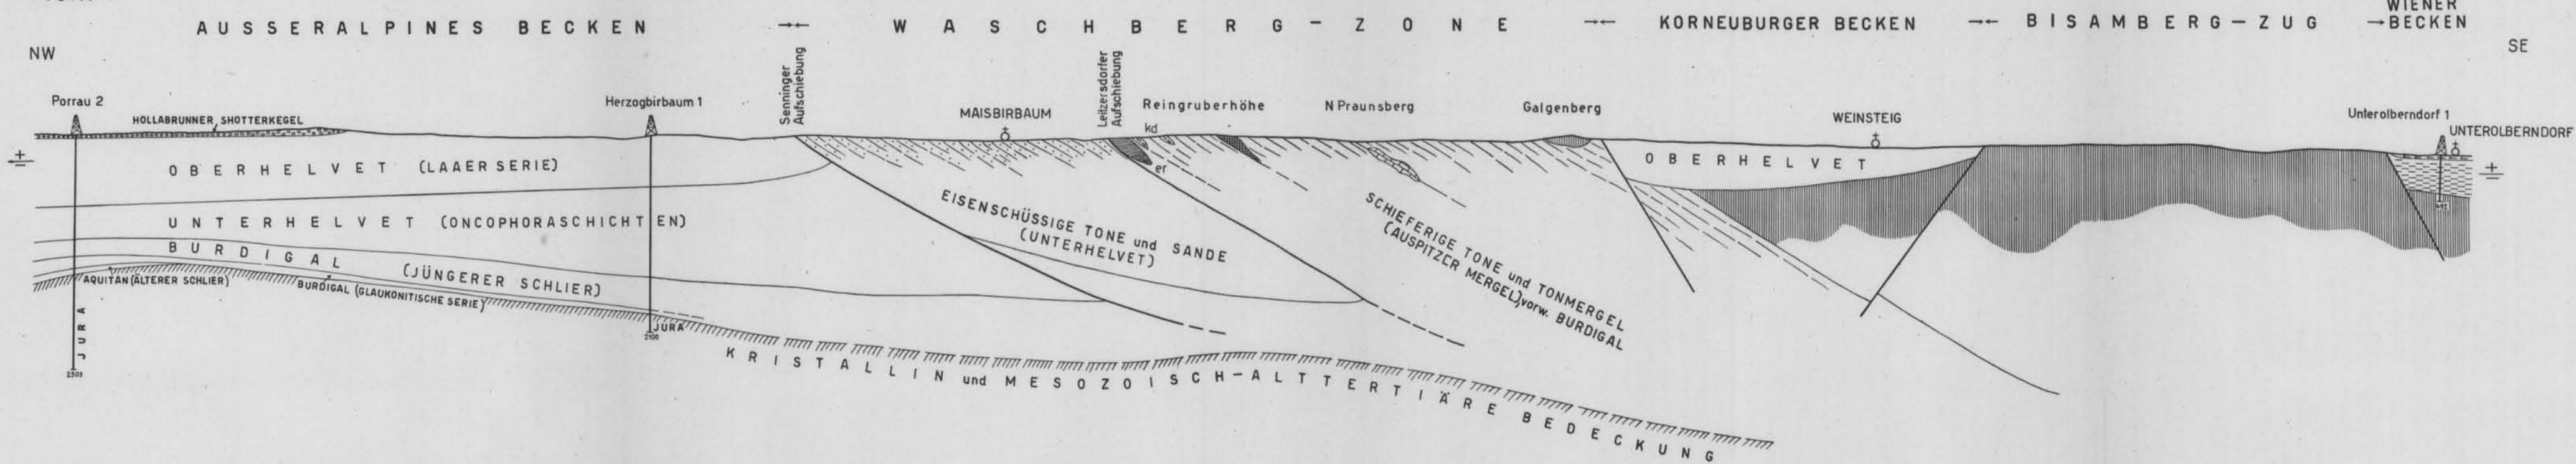 WIENER
AUSSERALPINES BECKEN →← WASCHBERG–ZONE →← KORNEUBURGER BECKEN →← BISAMBERG–ZUG →BECKEN
NW
SE
Senninger
Aufschiebung
Leitzersdorfer
Aufschiebung
Porrau 2
HOLLABRUNNER SHOTTERKEGEL
Herzogbirbaum 1
MAISBIRBAUM
kd
er
Reingruberhöhe
N Praunsberg
Galgenberg
WEINSTEIG
Unterolberndorf 1
UNTEROLBERNDORF
OBERHELVET (LAAER SERIE)
OBERHELVET
UNTERHELVET (ONCOPHORASCHICHTEN)
EISENSCHÜSSIGE TONE und SANDE
(UNTERHELVET)
SCHIEFERIGE TONE und TONMERGEL
(AUSPITZER MERGEL), vorw. BURDIGAL
BURDIGAL (JÜNGERER SCHLIER)
AQUITAN (ÄLTERER SCHLIER)
BURDIGAL (GLAUKONITISCHE SERIE)
JURA
2503
JURA
2100
KRISTALLIN und MESOZOISCH–ALTTERTIÄRE BEDECKUNG